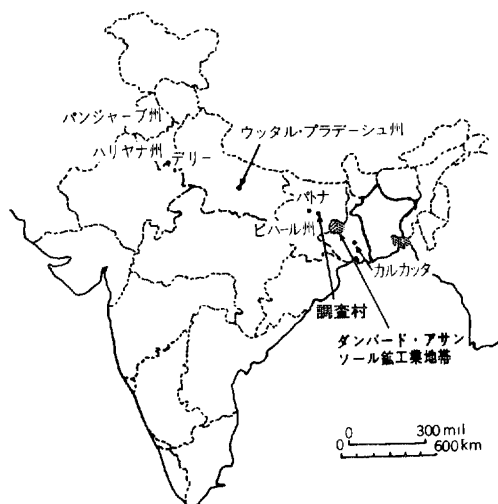 パンジャーブ州
ハリヤナ州
デリー
ウッタル・プラデーシュ州
パトナ
ビハール州
カルカッタ
調査村
ダンバード・アサン
ソール鉱工業地帯
0 300 mil
0 600 km